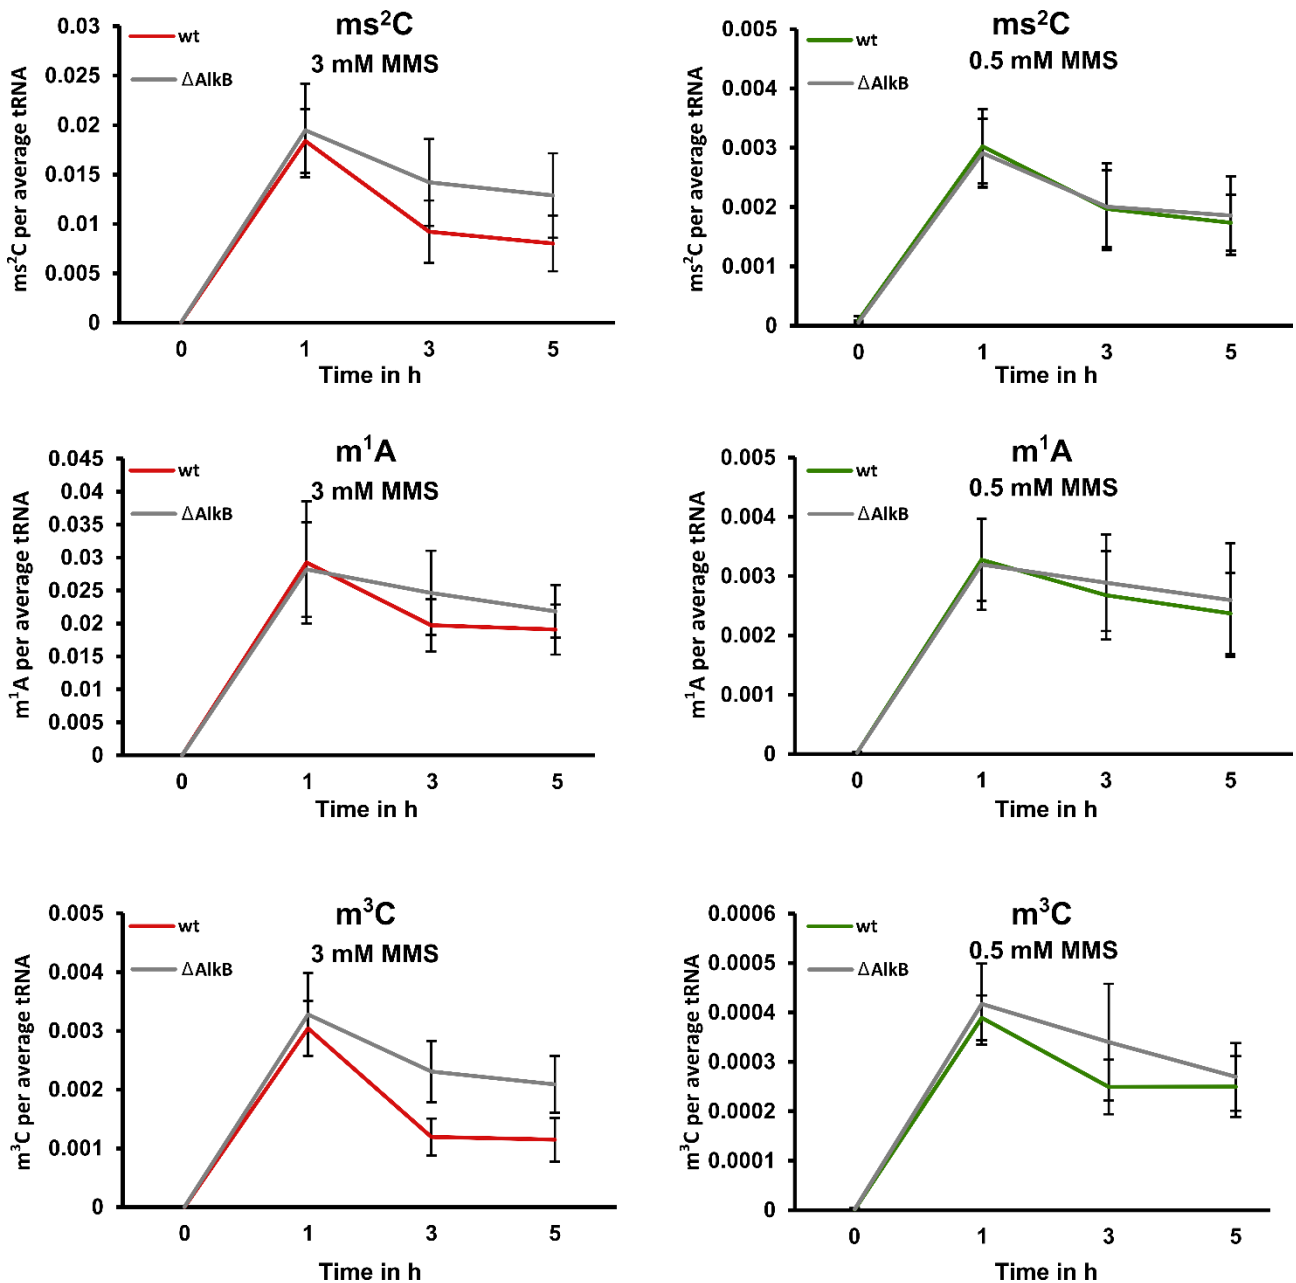 ms²C
3 mM MMS
wt
ΔAlkB
ms²C per average tRNA
0.03
0.025
0.02
0.015
0.01
0.005
0
0 1 3 5
Time in h
ms²C
0.5 mM MMS
wt
ΔAlkB
ms²C per average tRNA
0.005
0.004
0.003
0.002
0.001
0
0 1 3 5
Time in h
m¹A
3 mM MMS
wt
ΔAlkB
m¹A per average tRNA
0.045
0.04
0.035
0.03
0.025
0.02
0.015
0.01
0.005
0
0 1 3 5
Time in h
m¹A
0.5 mM MMS
wt
ΔAlkB
m¹A per average tRNA
0.005
0.004
0.003
0.002
0.001
0
0 1 3 5
Time in h
m³C
3 mM MMS
wt
ΔAlkB
m³C per average tRNA
0.005
0.004
0.003
0.002
0.001
0
0 1 3 5
Time in h
m³C
0.5 mM MMS
wt
ΔAlkB
m³C per average tRNA
0.0006
0.0005
0.0004
0.0003
0.0002
0.0001
0
0 1 3 5
Time in h